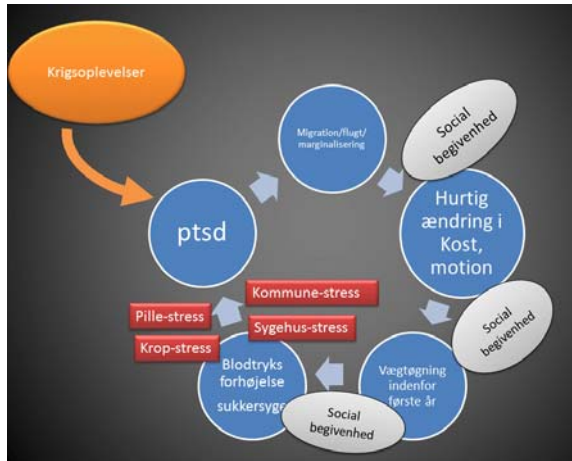 Krigsoplevelser
Migration/flugt/
marginalisering
Social
begivenhed
Hurtig
ændring i
Kost,
motion
Social
begivenhed
Vægtøgning
indenfor
første år
Social
begivenhed
Blodtryks
forhøjelse
sukkersyge
Kommune-stress
Pille-stress
Sygehus-stress
Krop-stress
ptsd